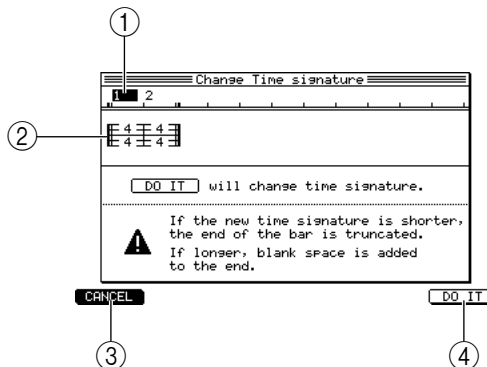 ①
Change Time signature
1 2
②
4 4
4 4
DO IT will change time signature.
If the new time signature is shorter,
the end of the bar is truncated.
If longer, blank space is added
to the end.
CANCEL DO IT
③ ④